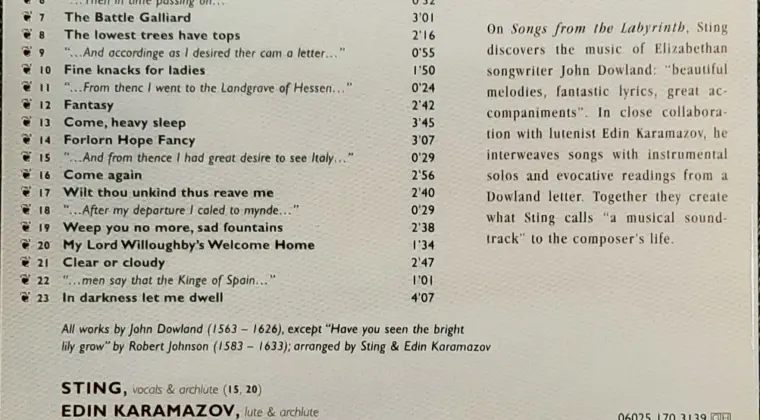 6 "...Then in time passing on..." 0'32
7 The Battle Galliard 3'01
8 The lowest trees have tops 2'16
9 "...And accordinge as I desired ther cam a letter..." 0'55
10 Fine knacks for ladies 1'50
11 "...From thenc I went to the Landgrave of Hessen..." 0'24
12 Fantasy 2'42
13 Come, heavy sleep 3'45
14 Forlorn Hope Fancy 3'07
15 "...And from thence I had great desire to see Italy..." 0'29
16 Come again 2'56
17 Wilt thou unkind thus reave me 2'40
18 "...After my departure I caled to mynde..." 0'29
19 Weep you no more, sad fountains 2'38
20 My Lord Willoughby's Welcome Home 1'34
21 Clear or cloudy 2'47
22 "...men say that the Kinge of Spain..." 1'01
23 In darkness let me dwell 4'07
All works by John Dowland (1563 – 1626), except "Have you seen the bright
lily grow" by Robert Johnson (1583 – 1633); arranged by Sting & Edin Karamazov
STING, vocals & archlute (15, 20)
EDIN KARAMAZOV, lute & archlute
On Songs from the Labyrinth, Sting
discovers the music of Elizabethan
songwriter John Dowland: "beautiful
melodies, fantastic lyrics, great ac-
companiments". In close collabora-
tion with lutenist Edin Karamazov, he
interweaves songs with instrumental
solos and evocative readings from a
Dowland letter. Together they create
what Sting calls "a musical sound-
track" to the composer's life.
06025 170 3139